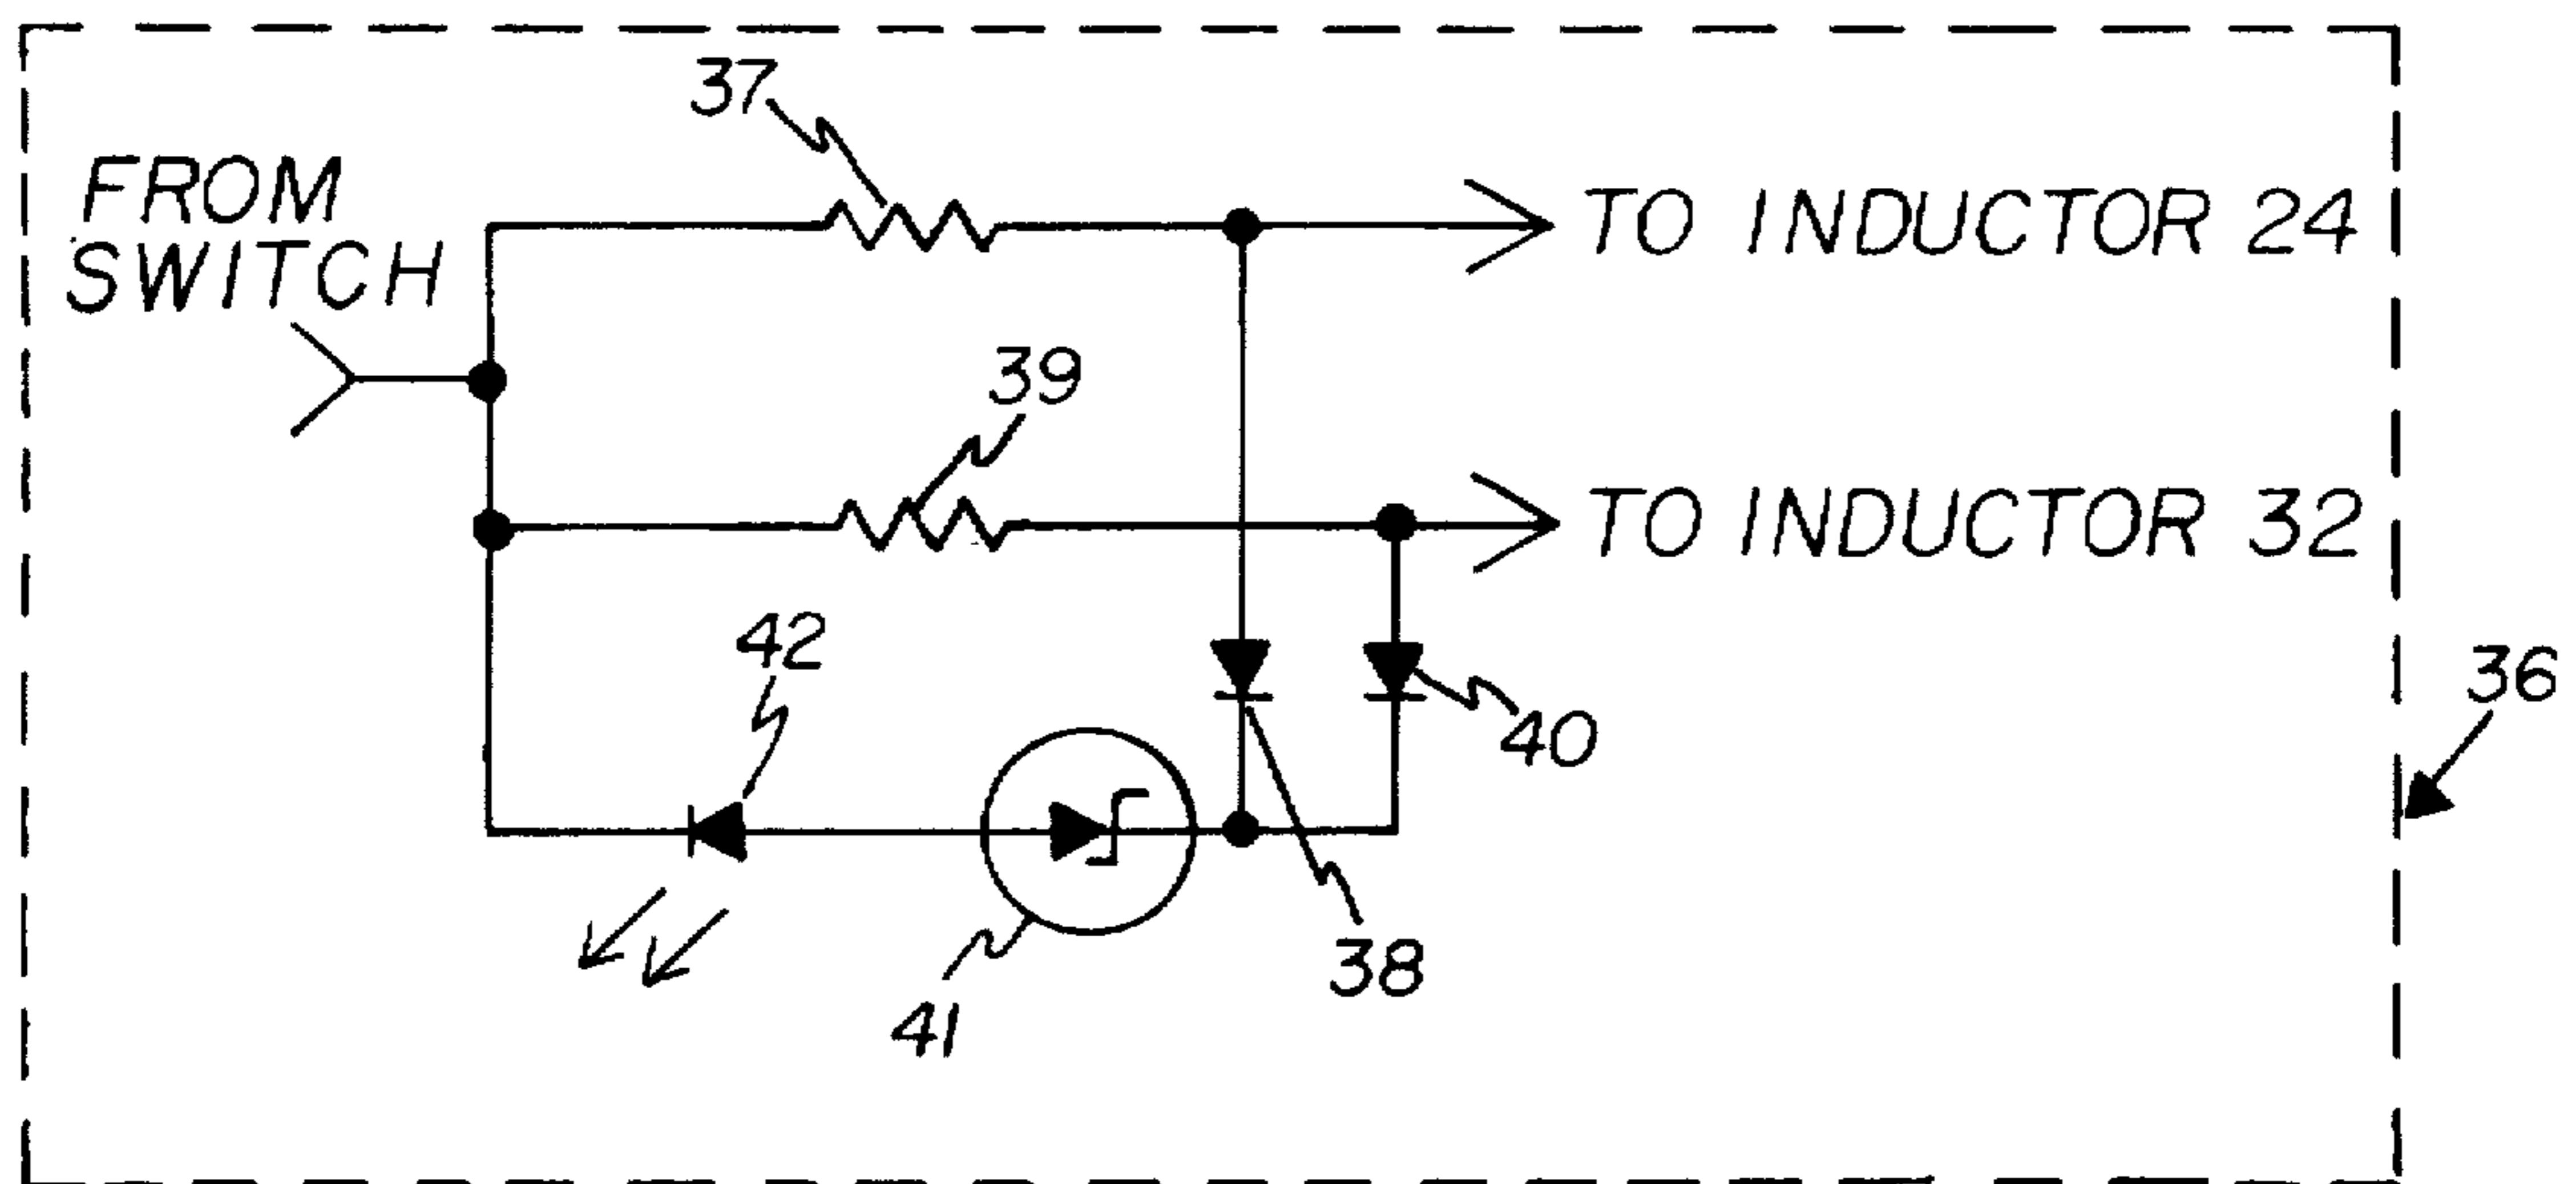 37
FROM
SWITCH
TO INDUCTOR 24
39
TO INDUCTOR 32
42
40
36
41
38